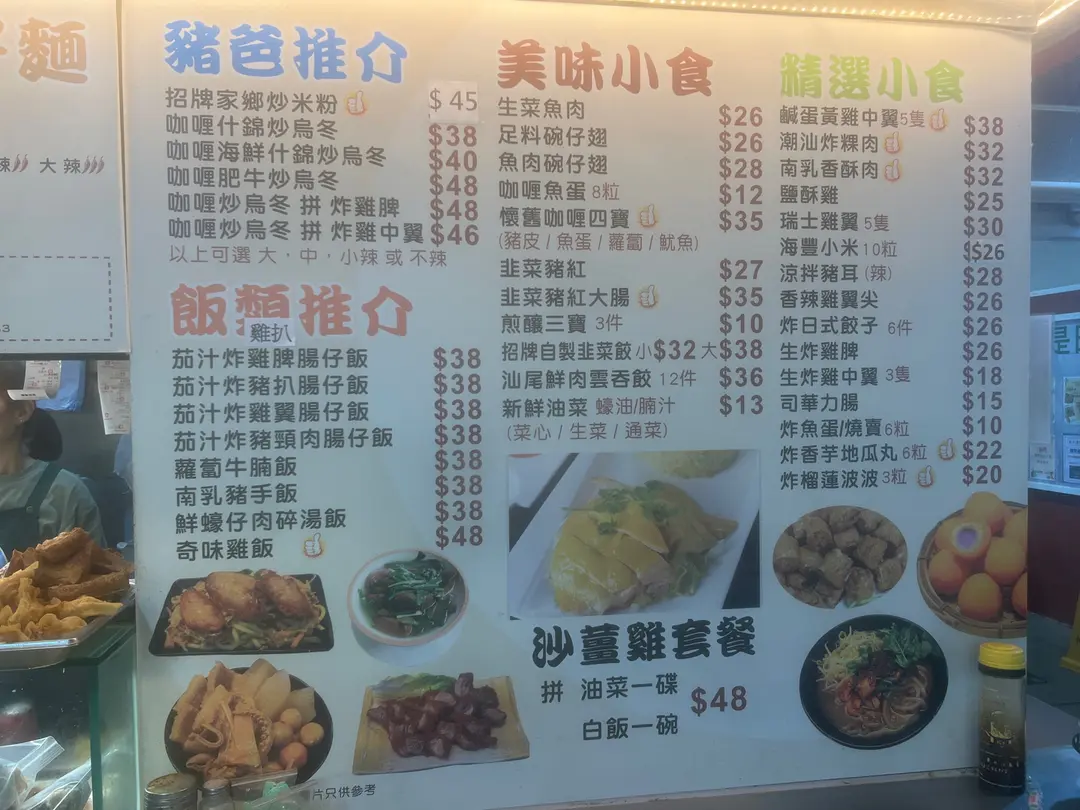 麵
辣 大 辣
豬爸推介
招牌家鄉炒米粉 $45
咖喱什錦炒烏冬 $38
咖喱海鮮什錦炒烏冬 $40
咖喱肥牛炒烏冬 $48
咖喱炒烏冬 拼 炸雞脾 $48
咖喱炒烏冬 拼 炸雞中翼 $46
以上可選 大，中，小辣 或 不辣
飯類推介
雞扒
茄汁炸雞脾腸仔飯 $38
茄汁炸豬扒腸仔飯 $38
茄汁炸雞翼腸仔飯 $38
茄汁炸豬頸肉腸仔飯 $38
蘿蔔牛腩飯 $38
南乳豬手飯 $38
鮮蠔仔肉碎湯飯 $38
奇味雞飯 $48
片只供參考
美味小食
生菜魚肉 $26
足料碗仔翅 $26
魚肉碗仔翅 $28
咖喱魚蛋 8粒 $12
懷舊咖喱四寶 $35
(豬皮 / 魚蛋 / 蘿蔔 / 魷魚)
韭菜豬紅 $27
韭菜豬紅大腸 $35
煎釀三寶 3件 $10
招牌自製韭菜餃 小$32 大$38
汕尾鮮肉雲吞餃 12件 $36
新鮮油菜 蠔油/腩汁 $13
(菜心 / 生菜 / 通菜)
沙薑雞套餐
拼 油菜一碟
白飯一碗
$48
精選小食
鹹蛋黃雞中翼5隻 $38
潮汕炸粿肉 $32
南乳香酥肉 $32
鹽酥雞 $25
瑞士雞翼 5隻 $30
海豐小米 10粒 $26
涼拌豬耳 (辣) $28
香辣雞翼尖 $26
炸日式餃子 6件 $26
生炸雞脾 $26
生炸雞中翼 3隻 $18
司華力腸 $15
炸魚蛋/燒賣6粒 $10
炸香芋地瓜丸 6粒 $22
炸榴蓮波波 3粒 $20